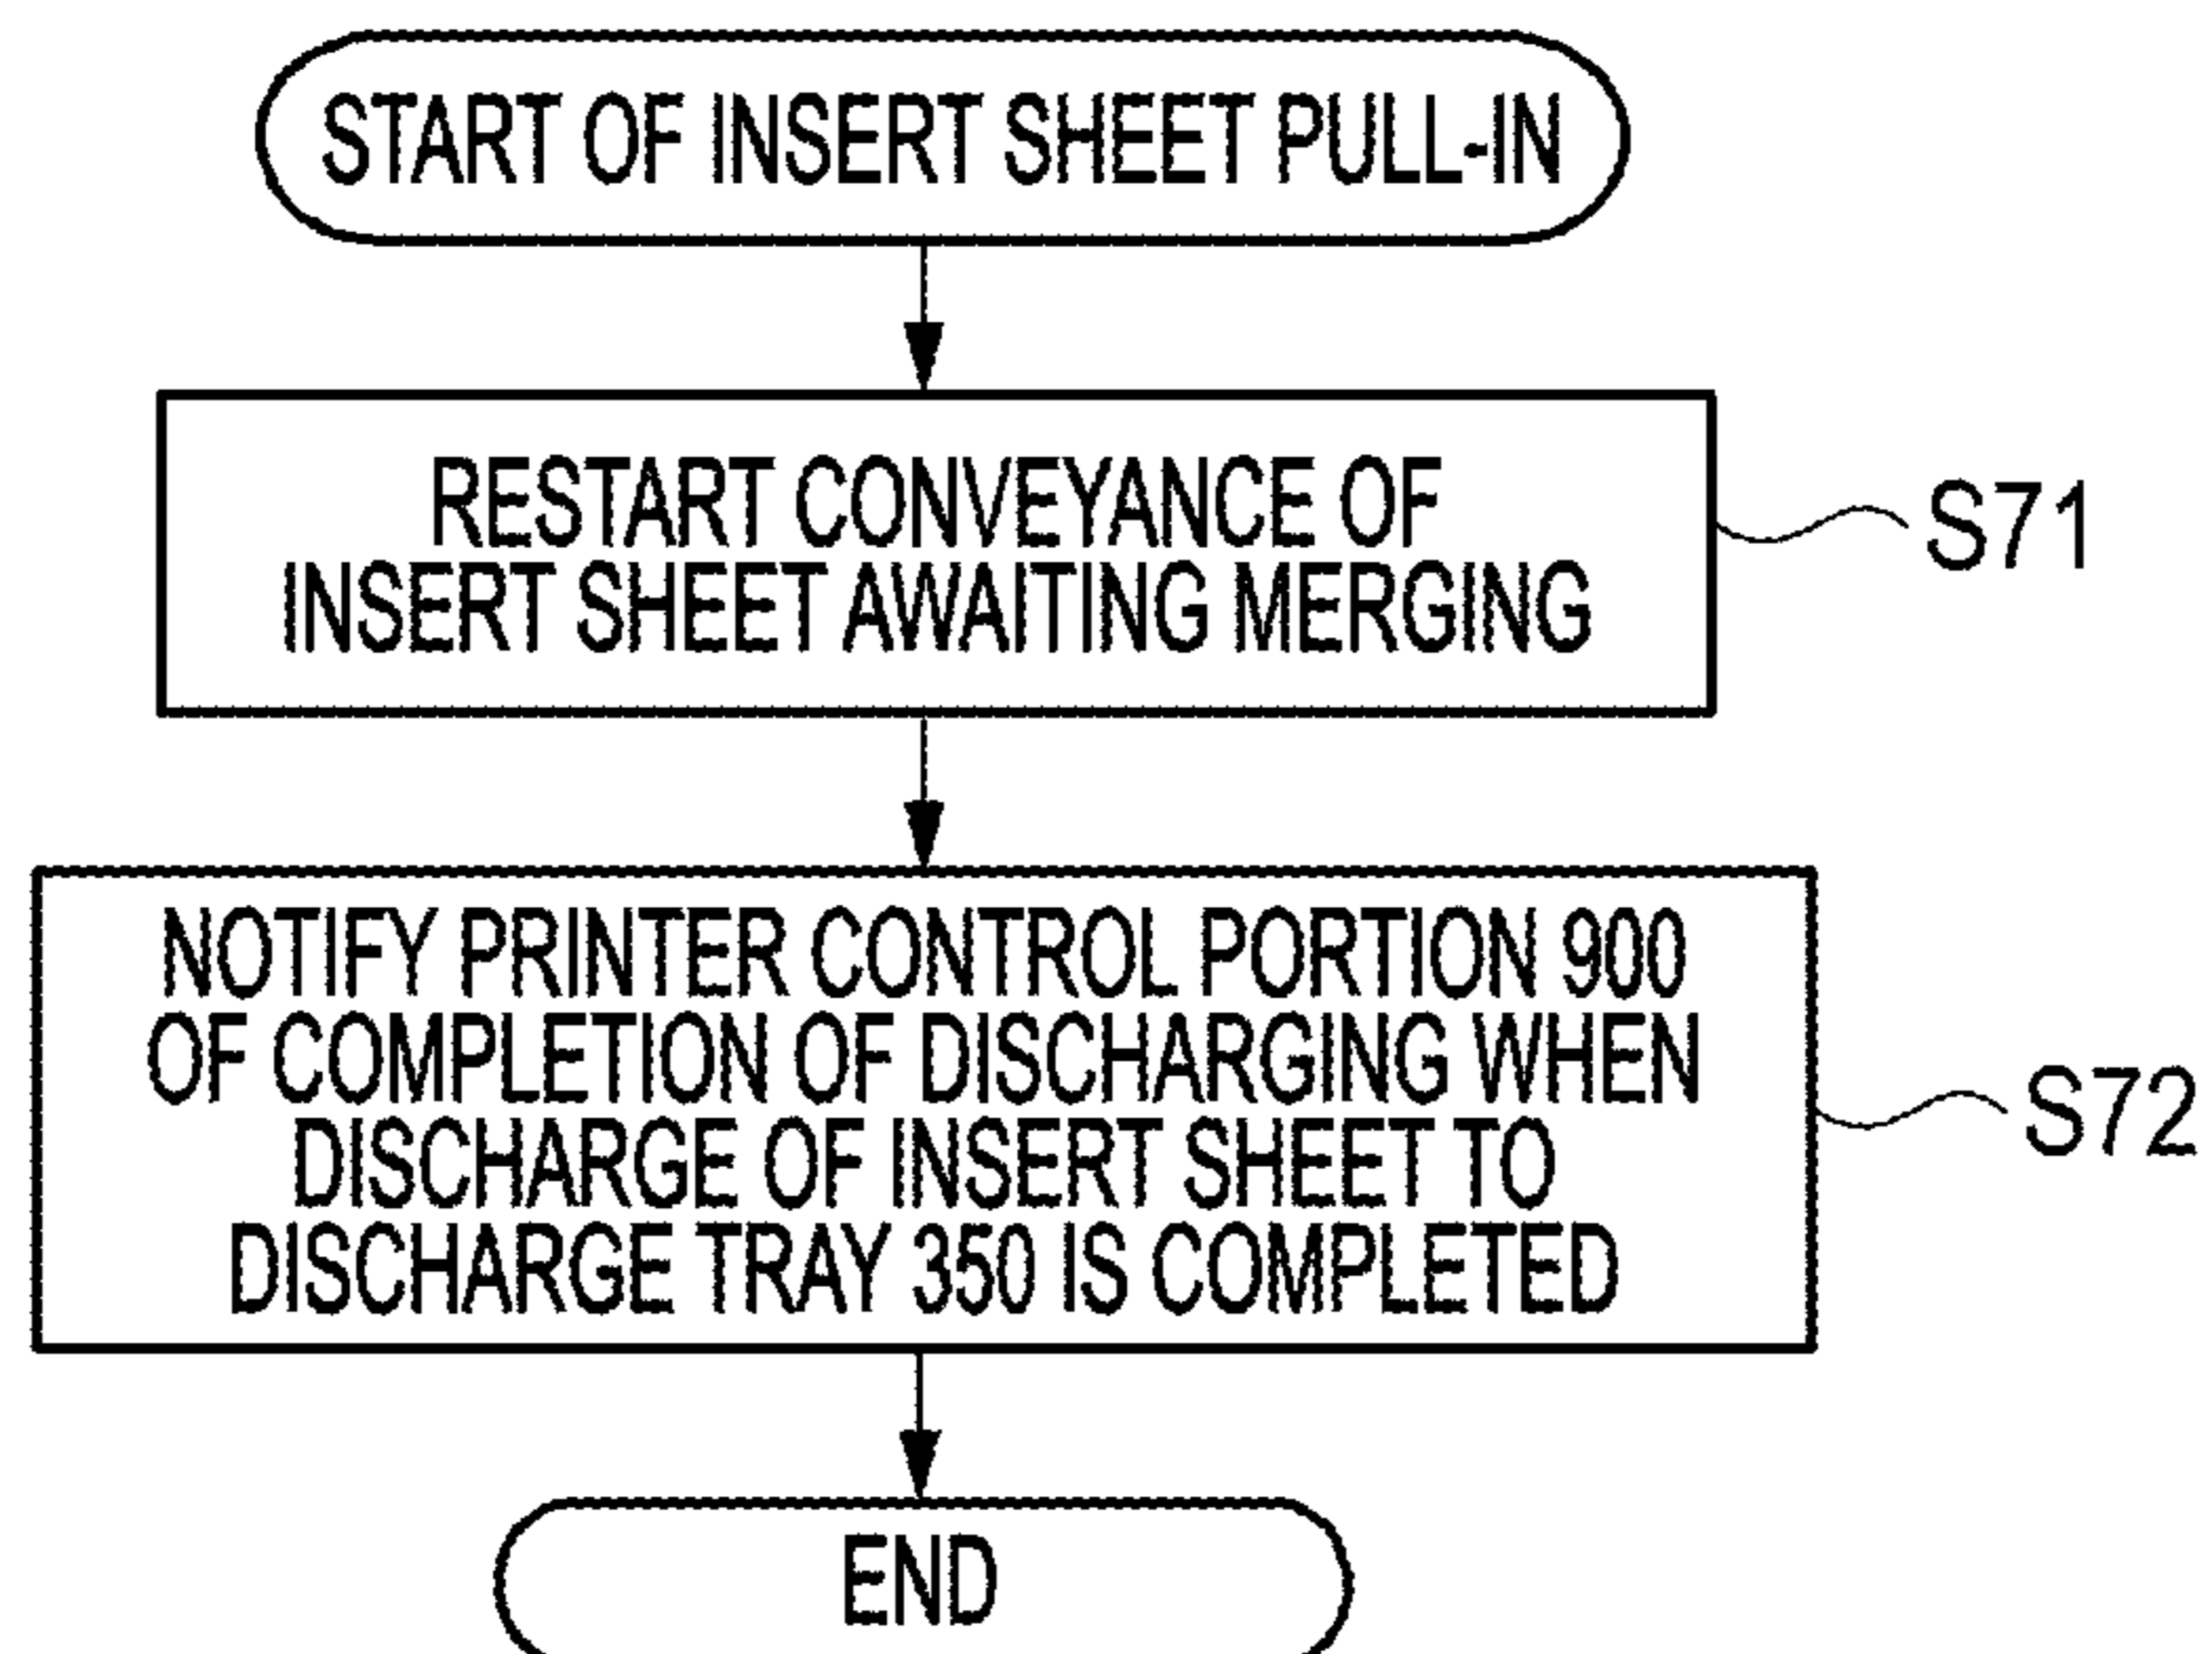 START OF INSERT SHEET PULL-IN
RESTART CONVEYANCE OF
INSERT SHEET AWAITING MERGING
S71
NOTIFY PRINTER CONTROL PORTION 900
OF COMPLETION OF DISCHARGING WHEN
DISCHARGE OF INSERT SHEET TO
DISCHARGE TRAY 350 IS COMPLETED
S72
END